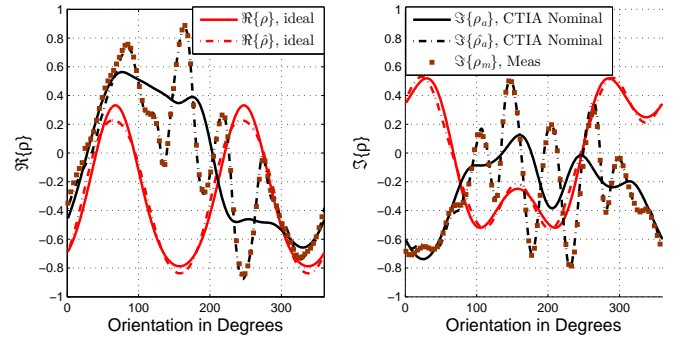 ℜ{ρ}, ideal
ℜ{ρ̂}, ideal
1
0.8
0.6
0.4
0.2
0
−0.2
−0.4
−0.6
−0.8
−1
ℜ{ρ}
0 100 200 300
Orientation in Degrees
ℑ{ρₐ}, CTIA Nominal
ℑ{ρ̂ₐ}, CTIA Nominal
ℑ{ρₘ}, Meas
1
0.8
0.6
0.4
0.2
0
−0.2
−0.4
−0.6
−0.8
−1
ℑ{ρ}
0 100 200 300
Orientation in Degrees